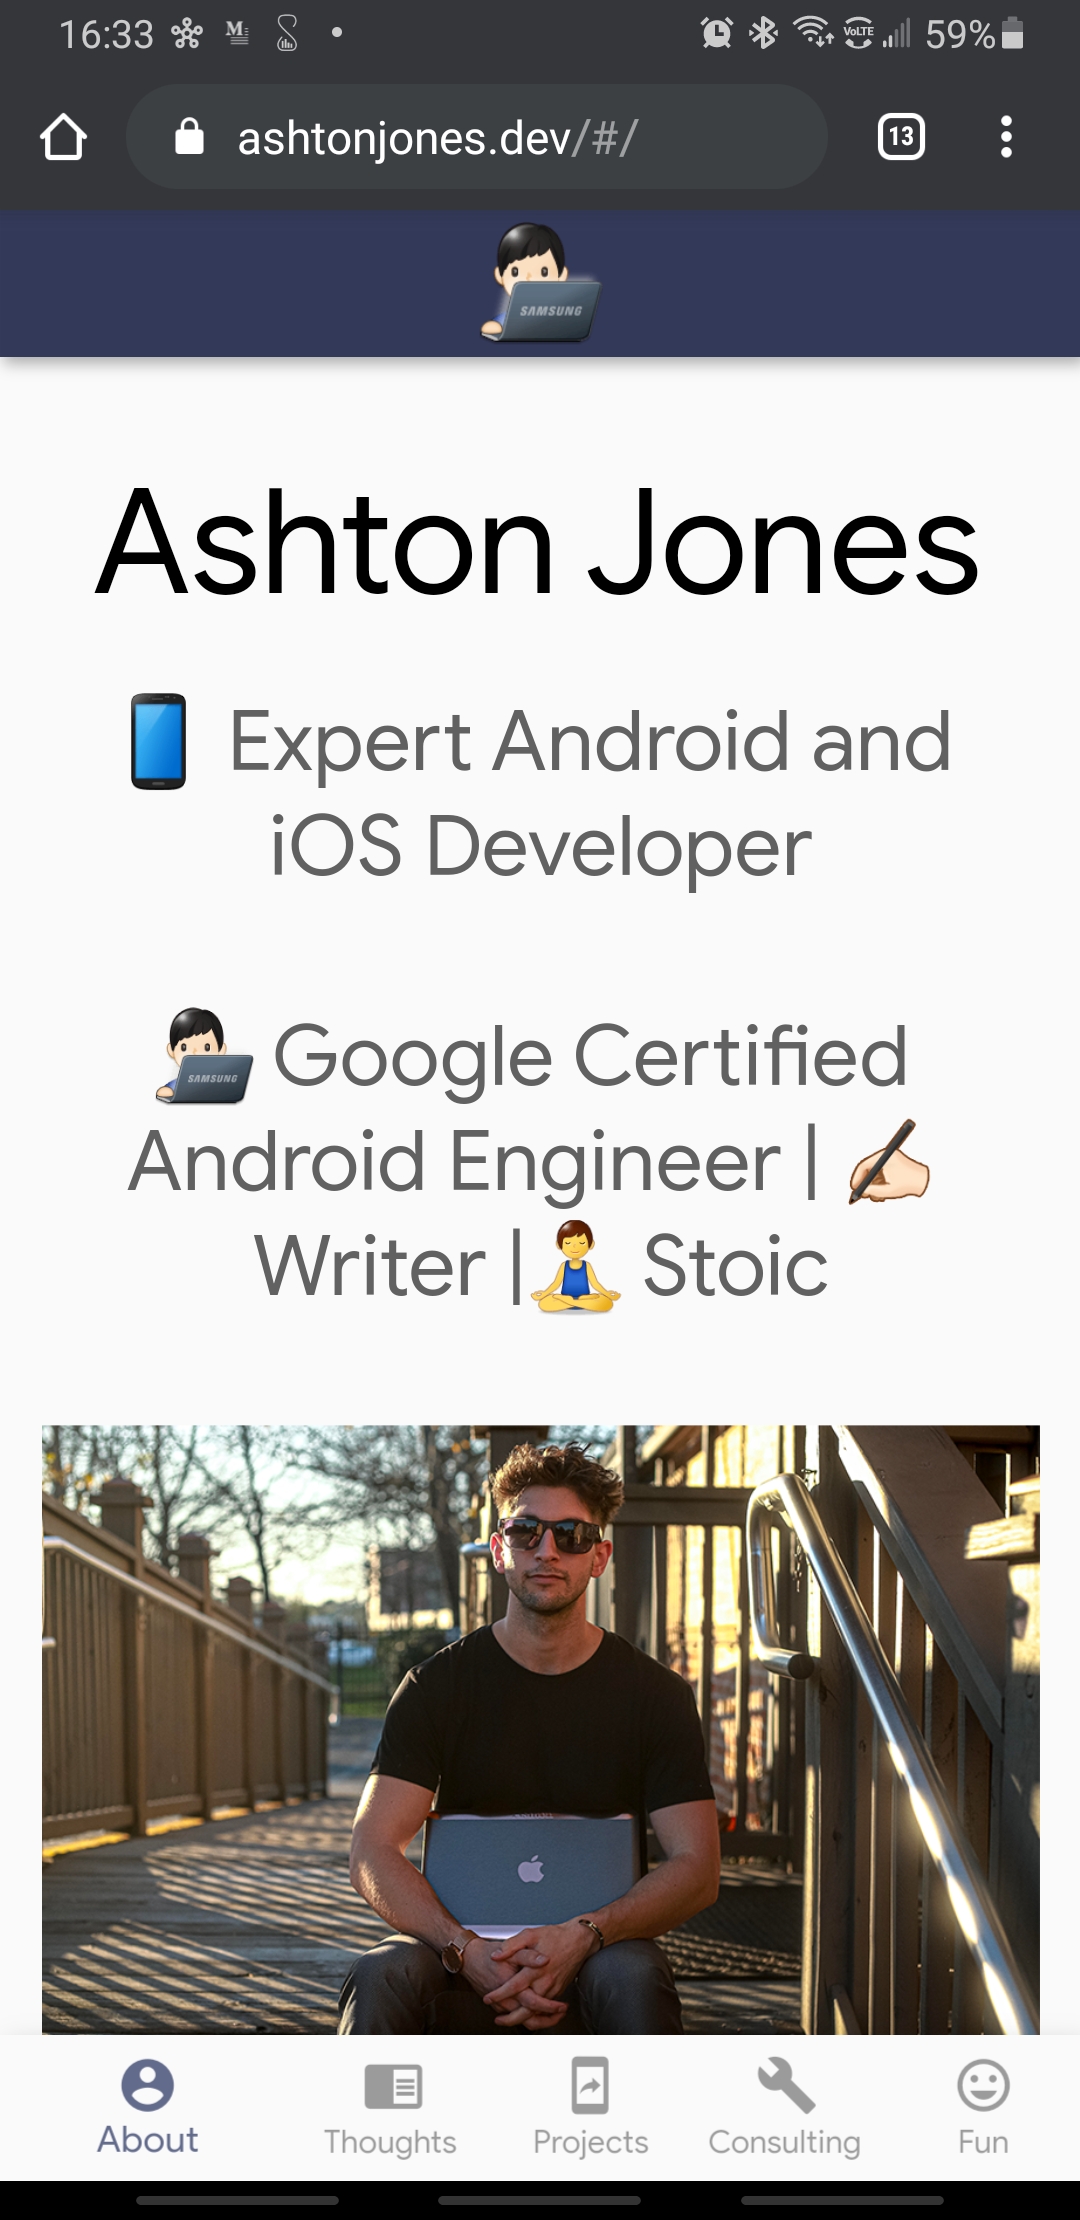 16:33 M VoLTE 59%
ashtonjones.dev/#/ 13
SAMSUNG
Ashton Jones
Expert Android and
iOS Developer
SAMSUNG Google Certified
Android Engineer |
Writer | Stoic
About Thoughts Projects Consulting Fun